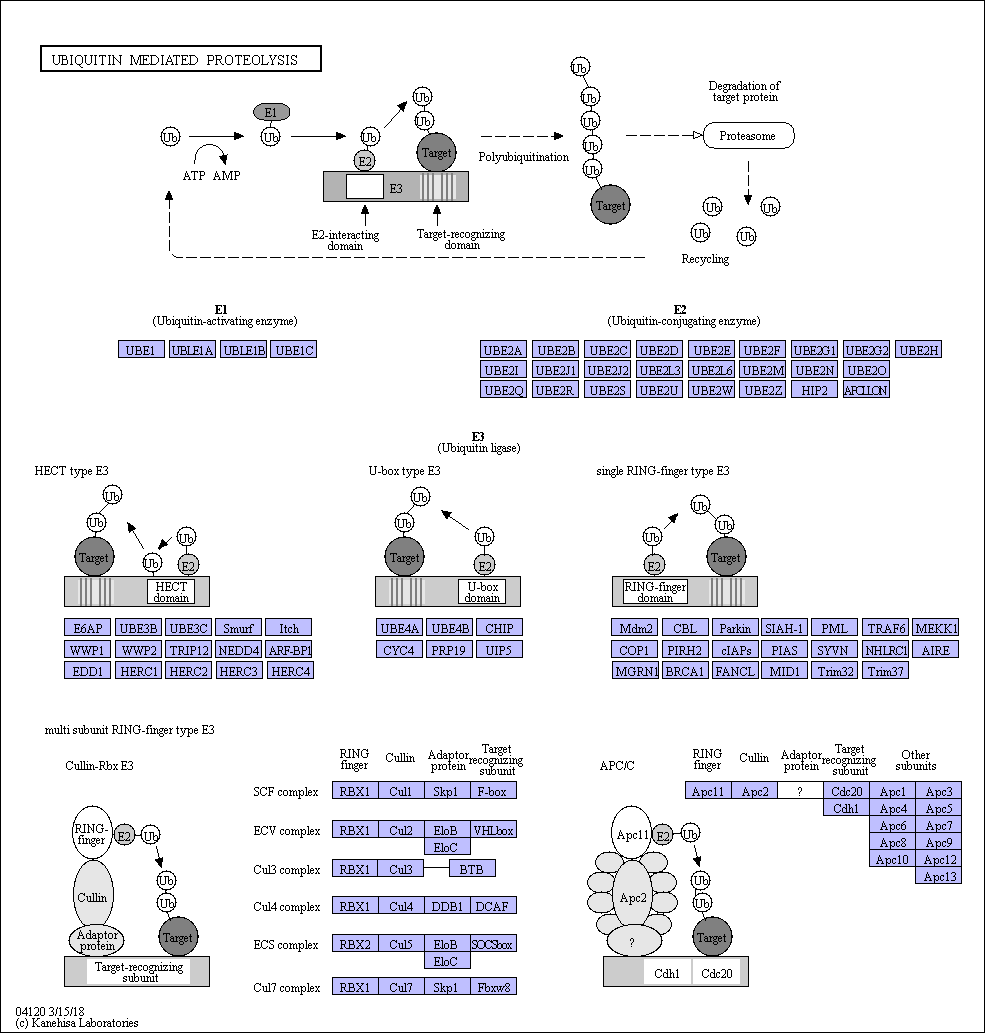 UBIQUITIN MEDIATED PROTEOLYSIS
Ub
ATP AMP
E1
Ub
Ub
E2
Ub
Ub
Target
E3
E2-interacting
domain
Target-recognizing
domain
Polyubiquitination
Ub
Ub
Ub
Ub
Ub
Target
Degradation of
target protein
Proteasome
Ub
Ub
Ub
Ub
Recycling
E1
(Ubiquitin-activating enzyme)
UBE1 UBLE1A UBLE1B UBE1C
E2
(Ubiquitin-conjugating enzyme)
UBE2A UBE2B UBE2C UBE2D UBE2E UBE2F UBE2G1 UBE2G2 UBE2H
UBE2I UBE2J1 UBE2J2 UBE2L3 UBE2L6 UBE2M UBE2N UBE2O
UBE2Q UBE2R UBE2S UBE2U UBE2W UBE2Z HIP2 APOLLON
E3
(Ubiquitin ligase)
HECT type E3
Ub
Ub
Target
Ub
Ub
E2
HECT
domain
E6AP UBE3B UBE3C Smurf Itch
WWP1 WWP2 TRIP12 NEDD4 ARF-BP1
EDD1 HERC1 HERC2 HERC3 HERC4
U-box type E3
Ub
Ub
Target
Ub
E2
U-box
domain
UBE4A UBE4B CHIP
CYC4 PRP19 UIP5
single RING-finger type E3
Ub
E2
Ub
Ub
Target
RING-finger
domain
Mdm2 CBL Parkin SIAH-1 PML TRAF6 MEKK1
COP1 PIRH2 cIAPs PIAS SYVN NHLRC1 AIRE
MGRN1 BRCA1 FANCL MID1 Trim32 Trim37
multi subunit RING-finger type E3
Cullin-Rbx E3
RING-
finger
E2
Ub
Cullin
Ub
Ub
Adaptor
protein
Target
Target-recognizing
subunit
RING
finger
Cullin
Adaptor
protein
Target
recognizing
subunit
SCF complex RBX1 Cul1 Skp1 F-box
ECV complex RBX1 Cul2 EloB VHLbox
EloC
Cul3 complex RBX1 Cul3 BTB
Cul4 complex RBX1 Cul4 DDB1 DCAF
ECS complex RBX2 Cul5 EloB SOCSbox
EloC
Cul7 complex RBX1 Cul7 Skp1 Fbxw8
APC/C
Apc11
E2
Ub
Apc2
Ub
Ub
?
Target
Cdh1 Cdc20
RING
finger
Cullin
Adaptor
protein
Target
recognizing
subunit
Other
subunits
Apc11 Apc2 ? Cdc20 Apc1 Apc3
Cdh1 Apc4 Apc5
Apc6 Apc7
Apc8 Apc9
Apc10 Apc12
Apc13
04120 3/15/18
(c) Kanehisa Laboratories